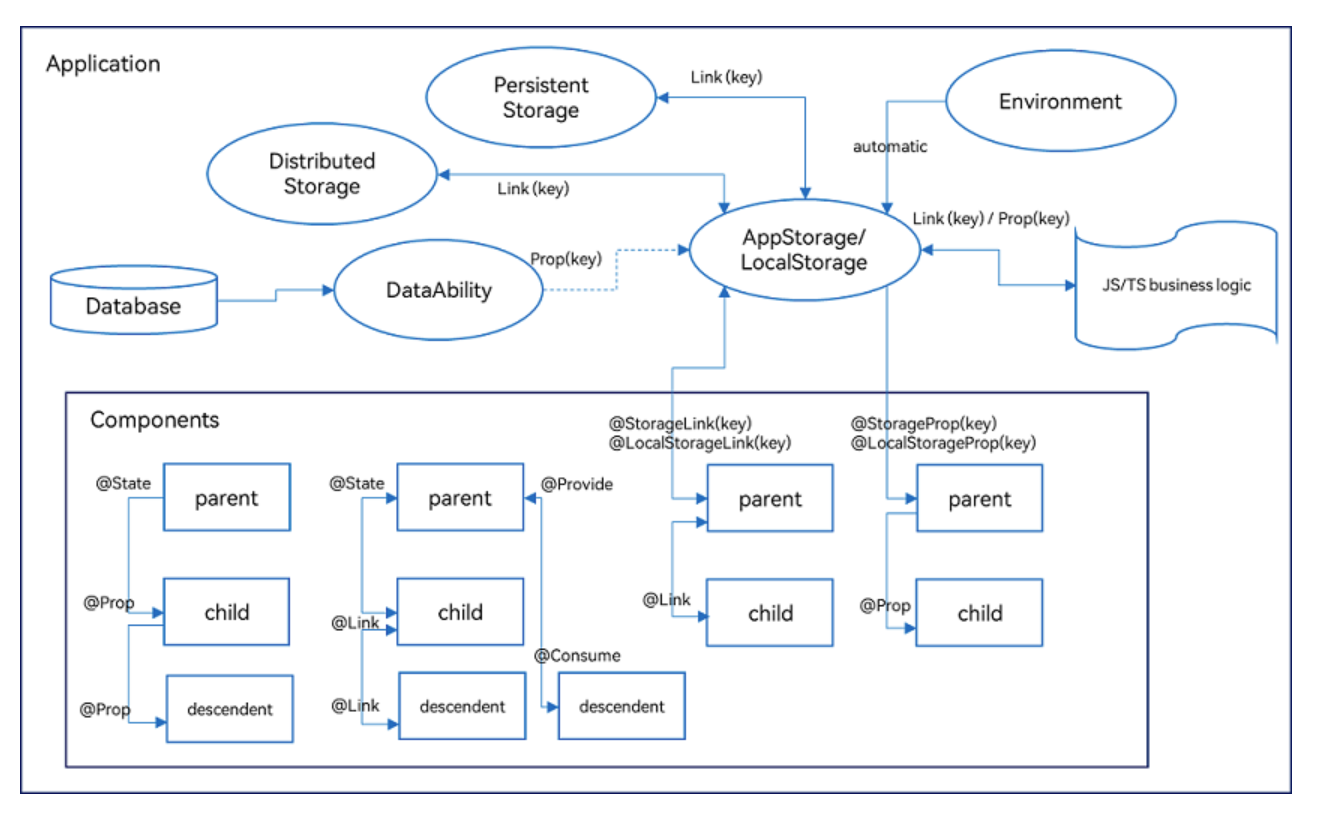 Application
Persistent
Storage
Link (key)
Environment
automatic
Distributed
Storage
Link (key)
Link (key) / Prop(key)
AppStorage/
LocalStorage
Prop(key)
Database
DataAbility
JS/TS business logic
Components
@StorageLink(key)
@LocalStorageLink(key)
@StorageProp(key)
@LocalStorageProp(key)
@State
parent
@State
parent
@Provide
parent
parent
@Prop
child
@Link
child
@Link
child
@Prop
child
@Consume
@Prop
descendent
@Link
descendent
descendent